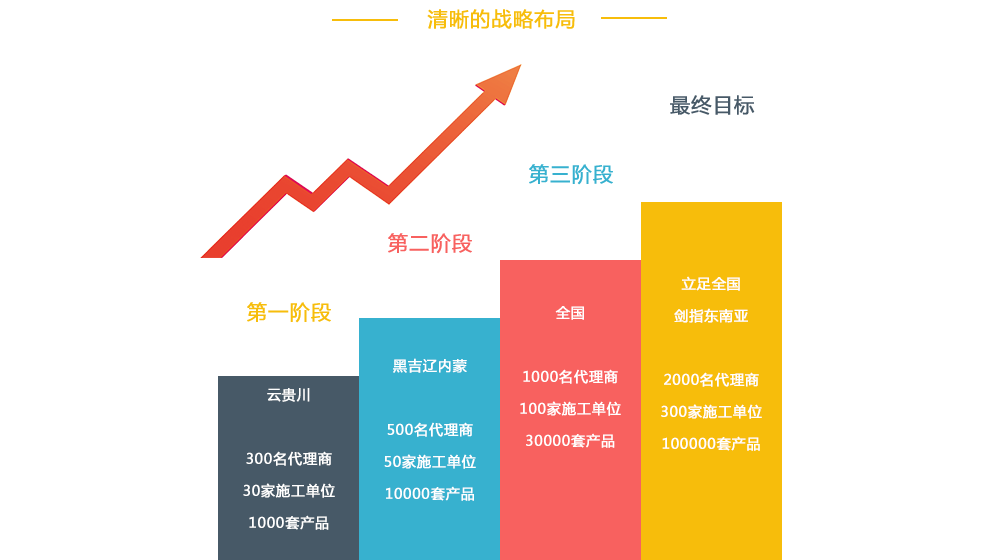 清晰的战略布局
第一阶段
云贵川
300名代理商
30家施工单位
1000套产品
第二阶段
黑吉辽内蒙
500名代理商
50家施工单位
10000套产品
第三阶段
全国
1000名代理商
100家施工单位
30000套产品
最终目标
立足全国
剑指东南亚
2000名代理商
300家施工单位
100000套产品